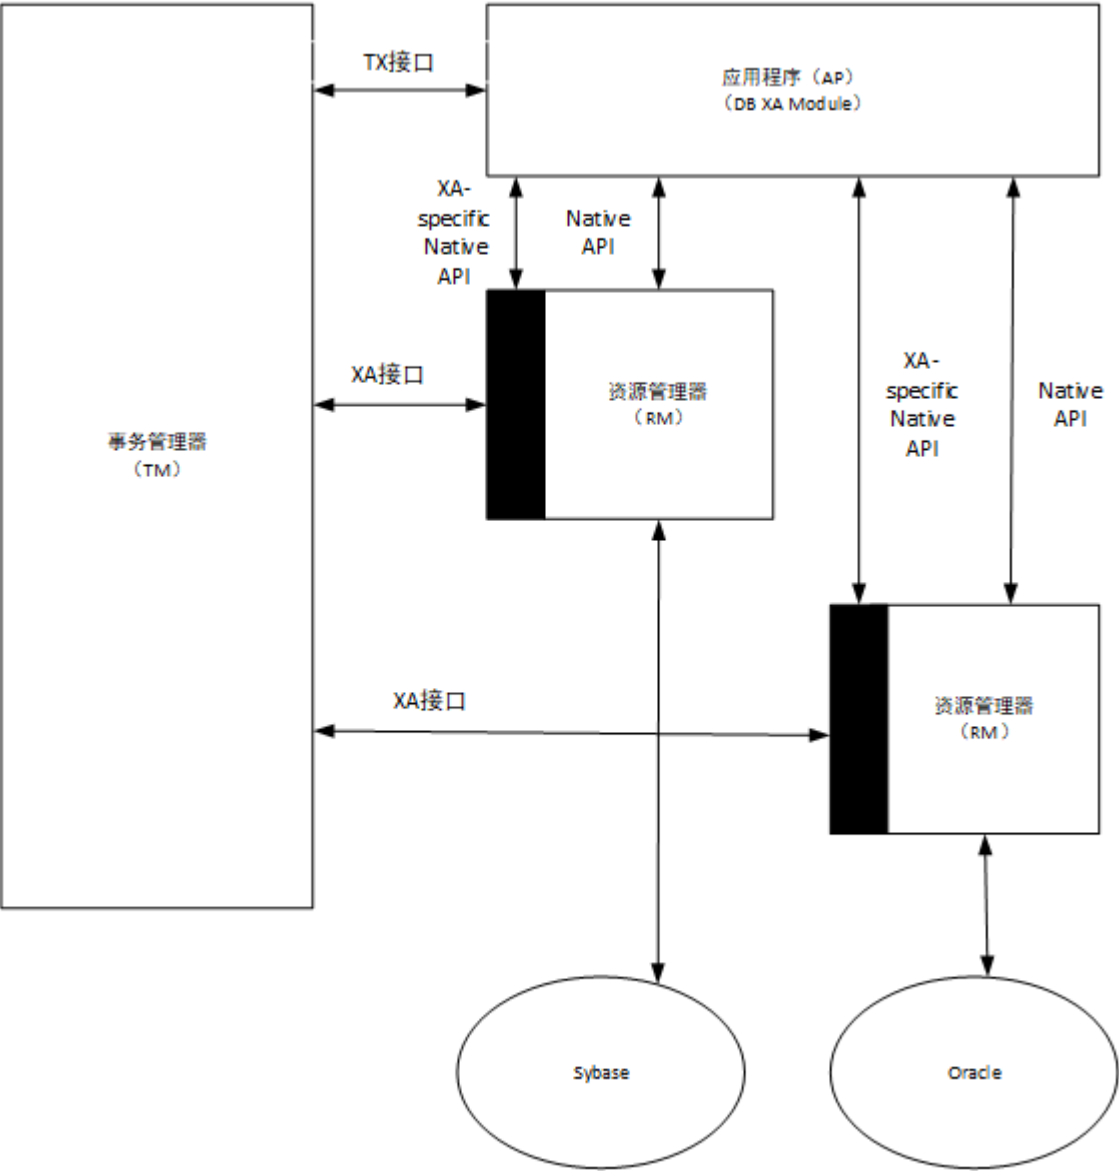 TX接口
应用程序（AP）
（DB XA Module）
XA-
specific
Native
API
Native
API
XA接口
资源管理器
（RM）
XA-
specific
Native
API
Native
API
事务管理器
（TM）
XA接口
资源管理器
（RM）
Sybase
Oracle